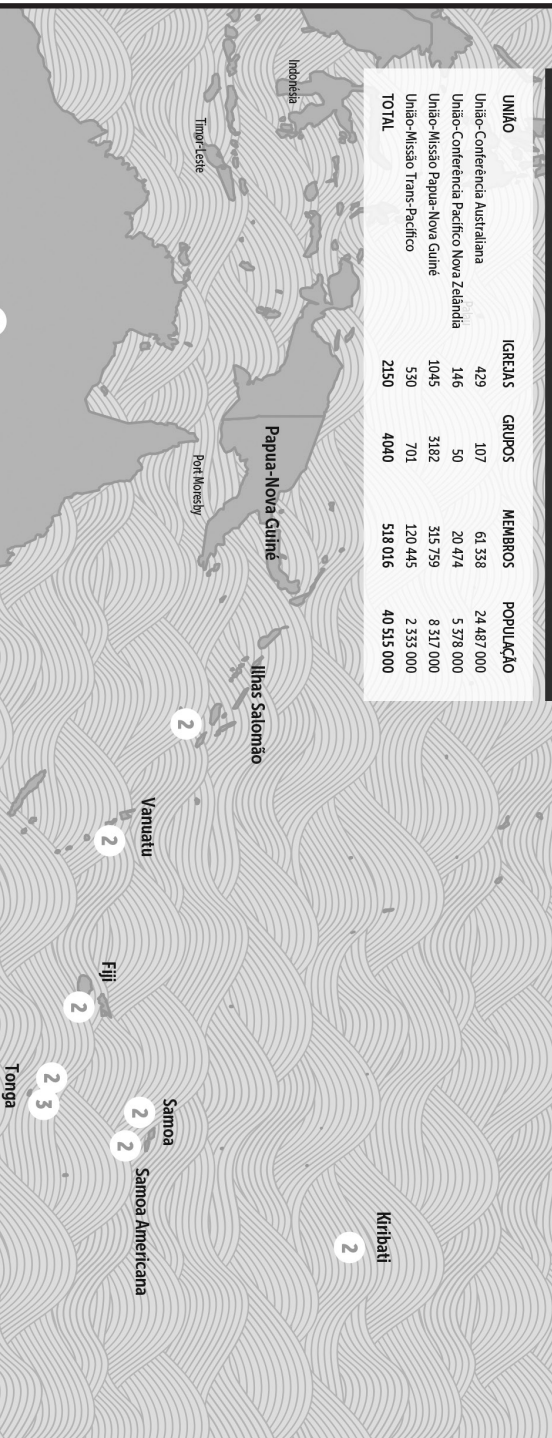 UNIÃO IGREJAS GRUPOS MEMBROS POPULAÇÃO
União-Conferência Australiana 429 107 61 338 24 487 000
União-Conferência Pacífico Nova Zelândia 146 50 20 474 5 378 000
União-Missão Papua-Nova Guiné 1045 3182 315 759 8 317 000
União-Missão Trans-Pacífico 530 701 120 445 2 333 000
TOTAL 2150 4040 518 016 40 515 000
Indonésia
Timor-Leste
Papua-Nova Guiné
Port Moresby
Ilhas Salomão
2
Vanuatu
2
Fiji
2
Kiribati
2
Samoa
2
2
Samoa Americana
2
3
Tonga